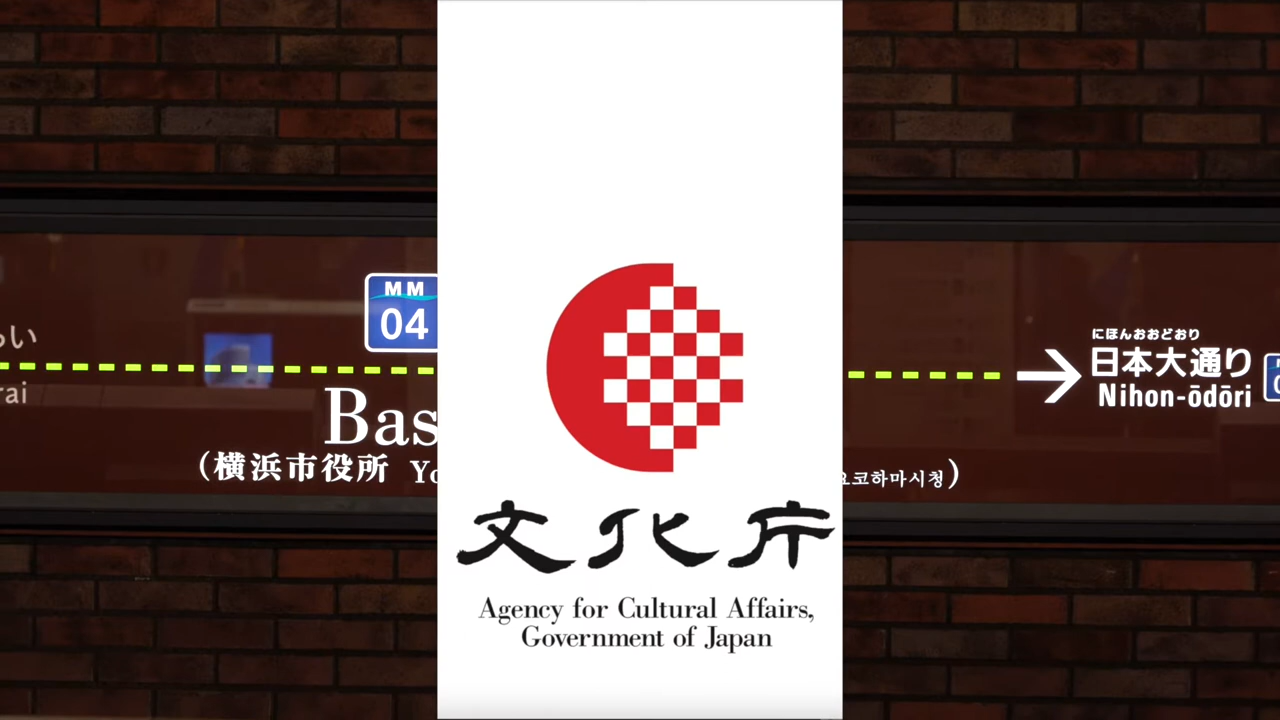 MM
04
らい
rai
Bas
(横浜市役所 Yo
文化庁
Agency for Cultural Affairs,
Government of Japan
にほんおおどおり
日本大通り
Nihon-ōdōri
요코하마시청)